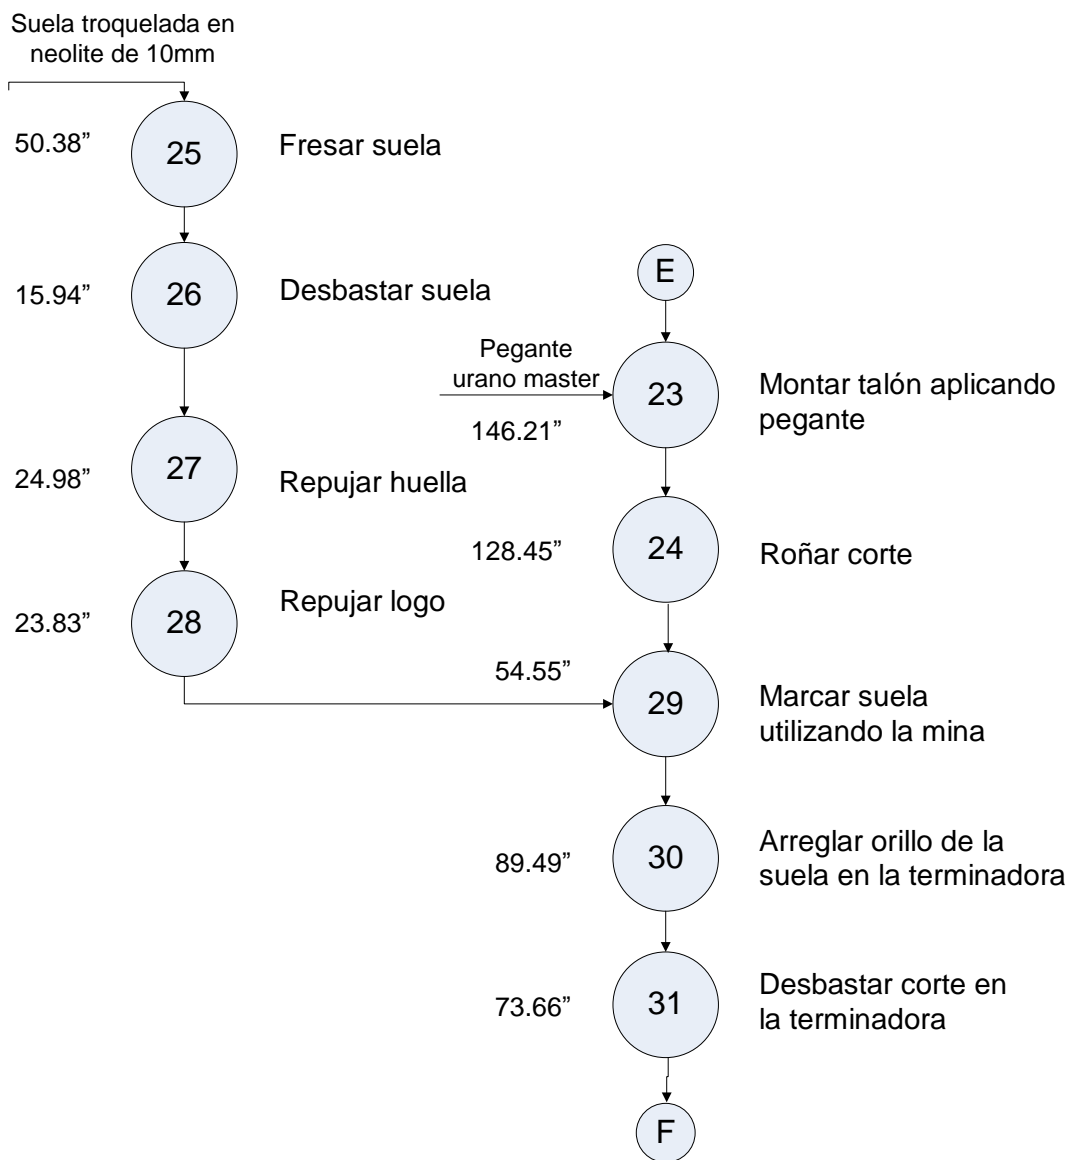 Suela troquelada en
neolite de 10mm
50.38”
25
Fresar suela
15.94”
26
Desbastar suela
24.98”
27
Repujar huella
23.83”
28
Repujar logo
E
Pegante
urano master
146.21”
23
Montar talón aplicando
pegante
128.45”
24
Roñar corte
54.55”
29
Marcar suela
utilizando la mina
89.49”
30
Arreglar orillo de la
suela en la terminadora
73.66”
31
Desbastar corte en
la terminadora
F